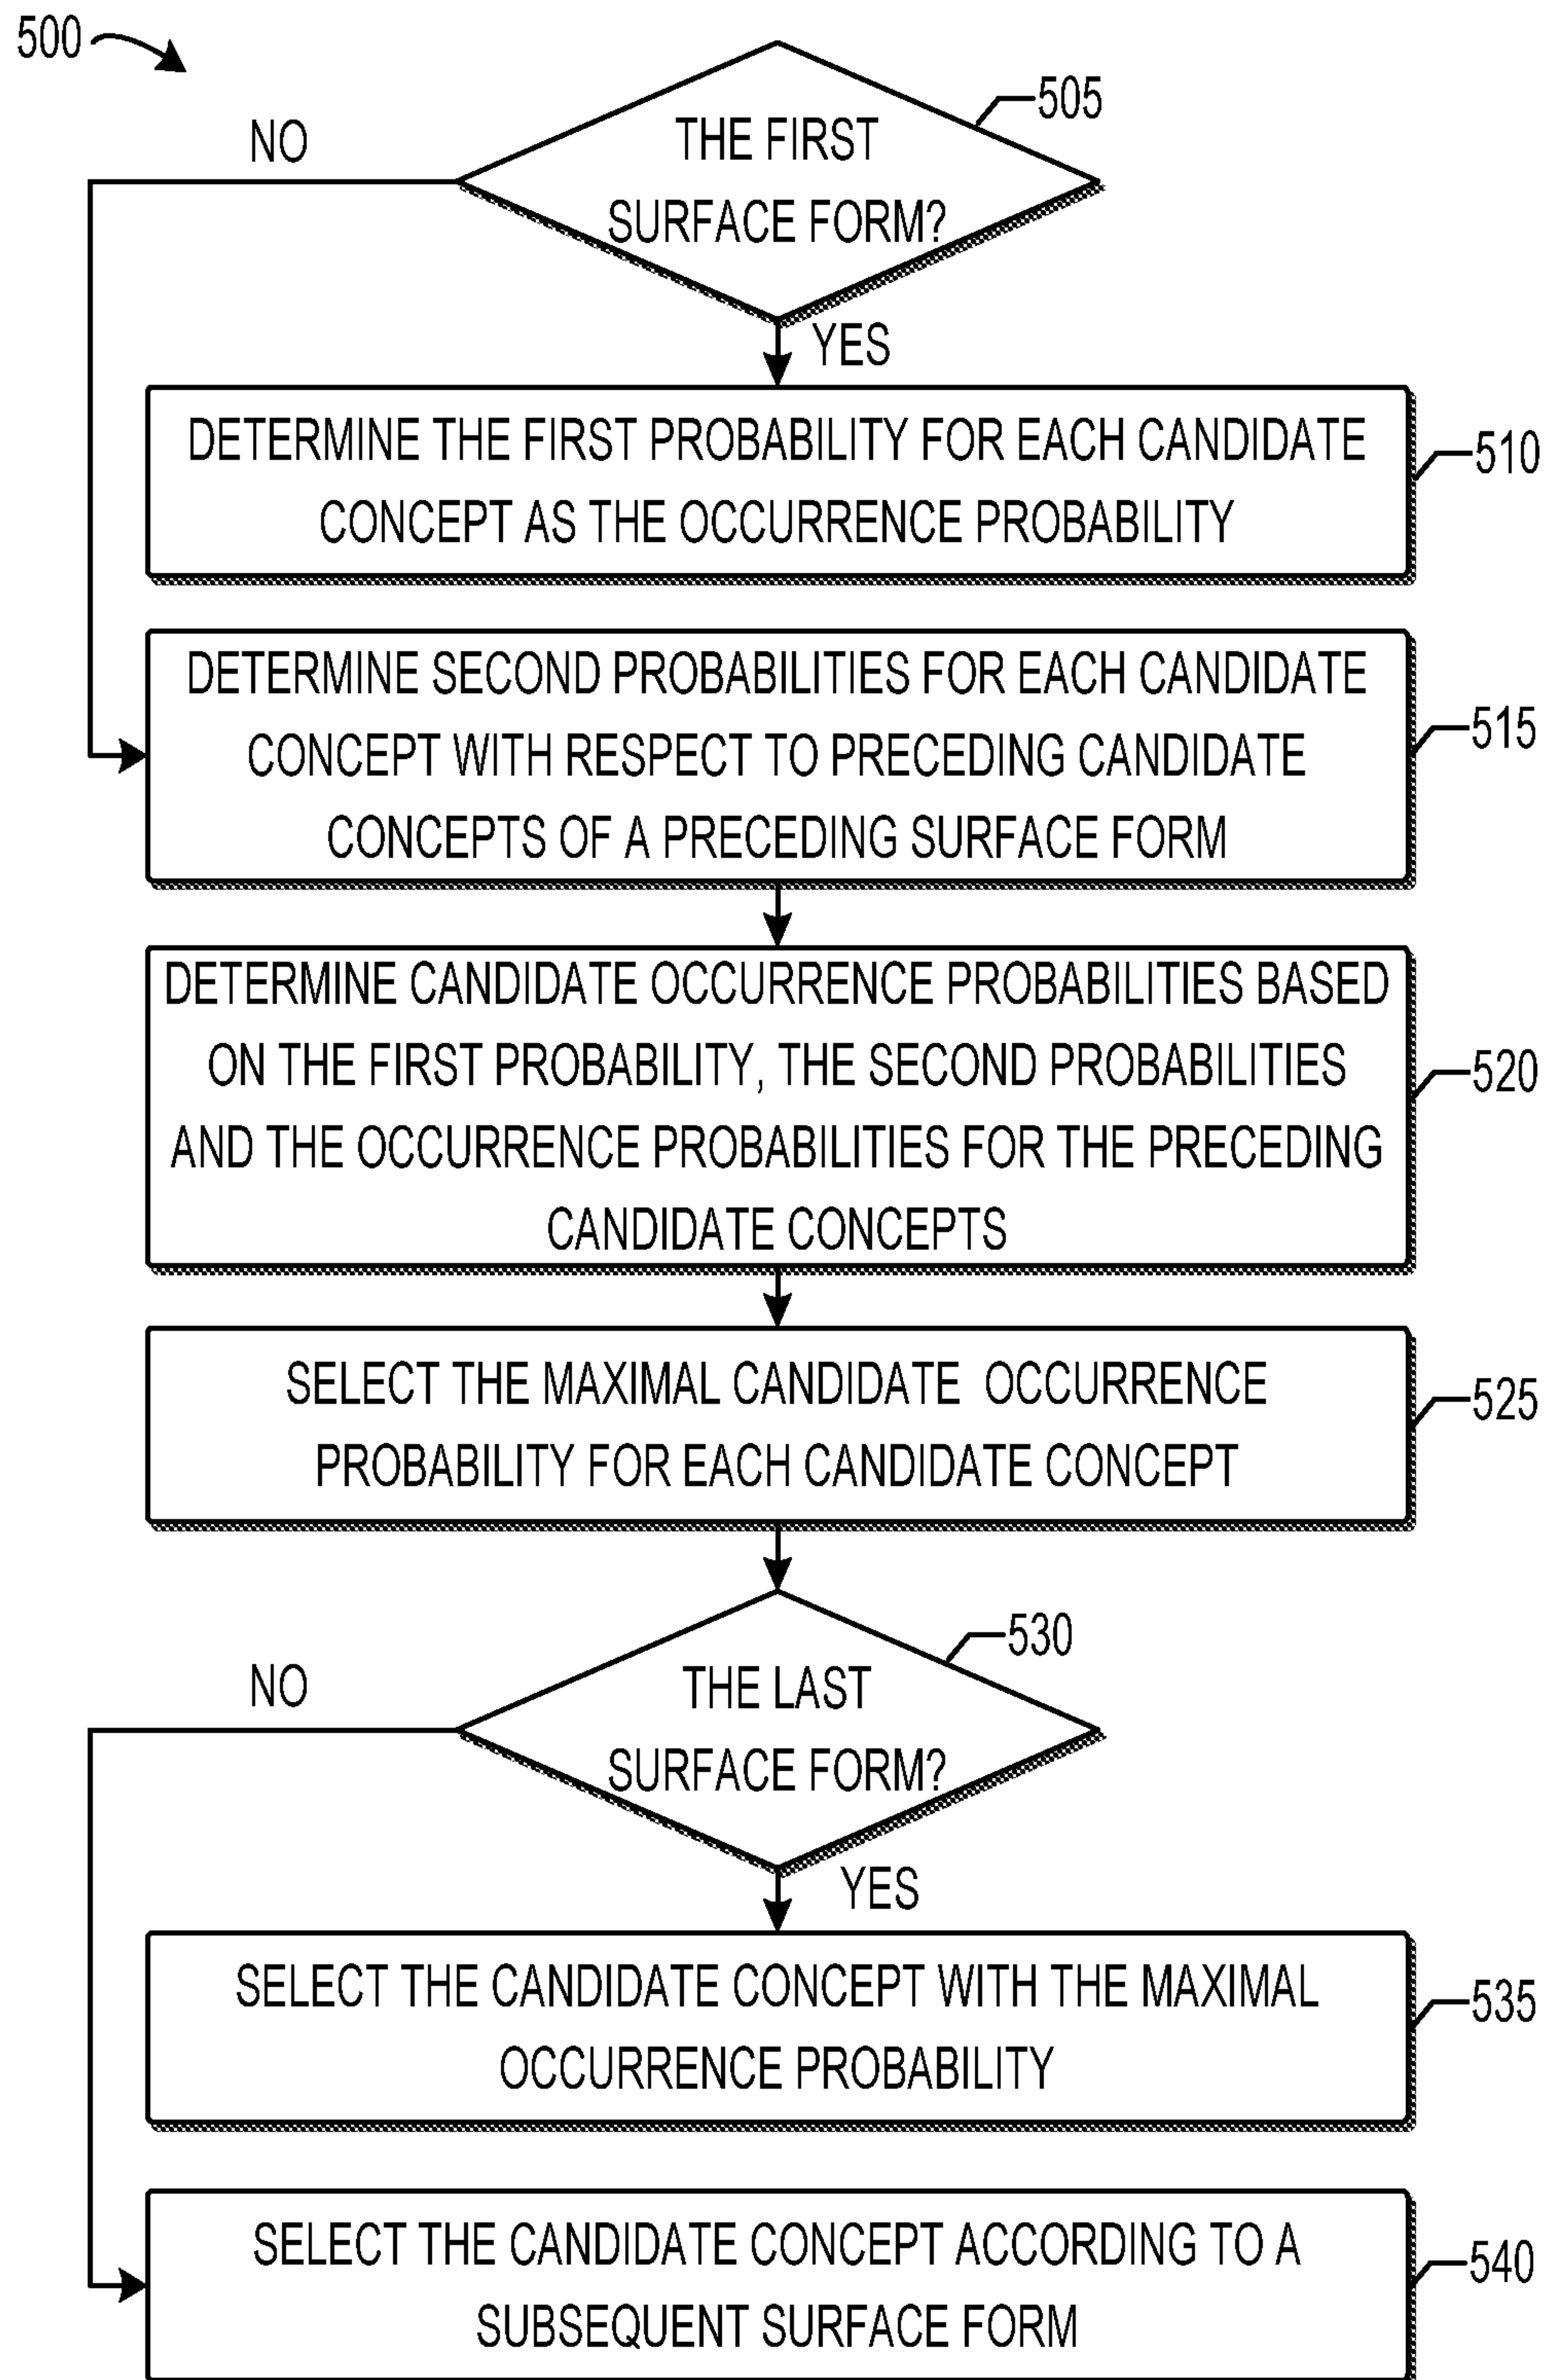 500
505
NO
THE FIRST
SURFACE FORM?
YES
DETERMINE THE FIRST PROBABILITY FOR EACH CANDIDATE
CONCEPT AS THE OCCURRENCE PROBABILITY
510
DETERMINE SECOND PROBABILITIES FOR EACH CANDIDATE
CONCEPT WITH RESPECT TO PRECEDING CANDIDATE
CONCEPTS OF A PRECEDING SURFACE FORM
515
DETERMINE CANDIDATE OCCURRENCE PROBABILITIES BASED
ON THE FIRST PROBABILITY, THE SECOND PROBABILITIES
AND THE OCCURRENCE PROBABILITIES FOR THE PRECEDING
CANDIDATE CONCEPTS
520
SELECT THE MAXIMAL CANDIDATE OCCURRENCE
PROBABILITY FOR EACH CANDIDATE CONCEPT
525
530
NO
THE LAST
SURFACE FORM?
YES
SELECT THE CANDIDATE CONCEPT WITH THE MAXIMAL
OCCURRENCE PROBABILITY
535
SELECT THE CANDIDATE CONCEPT ACCORDING TO A
SUBSEQUENT SURFACE FORM
540